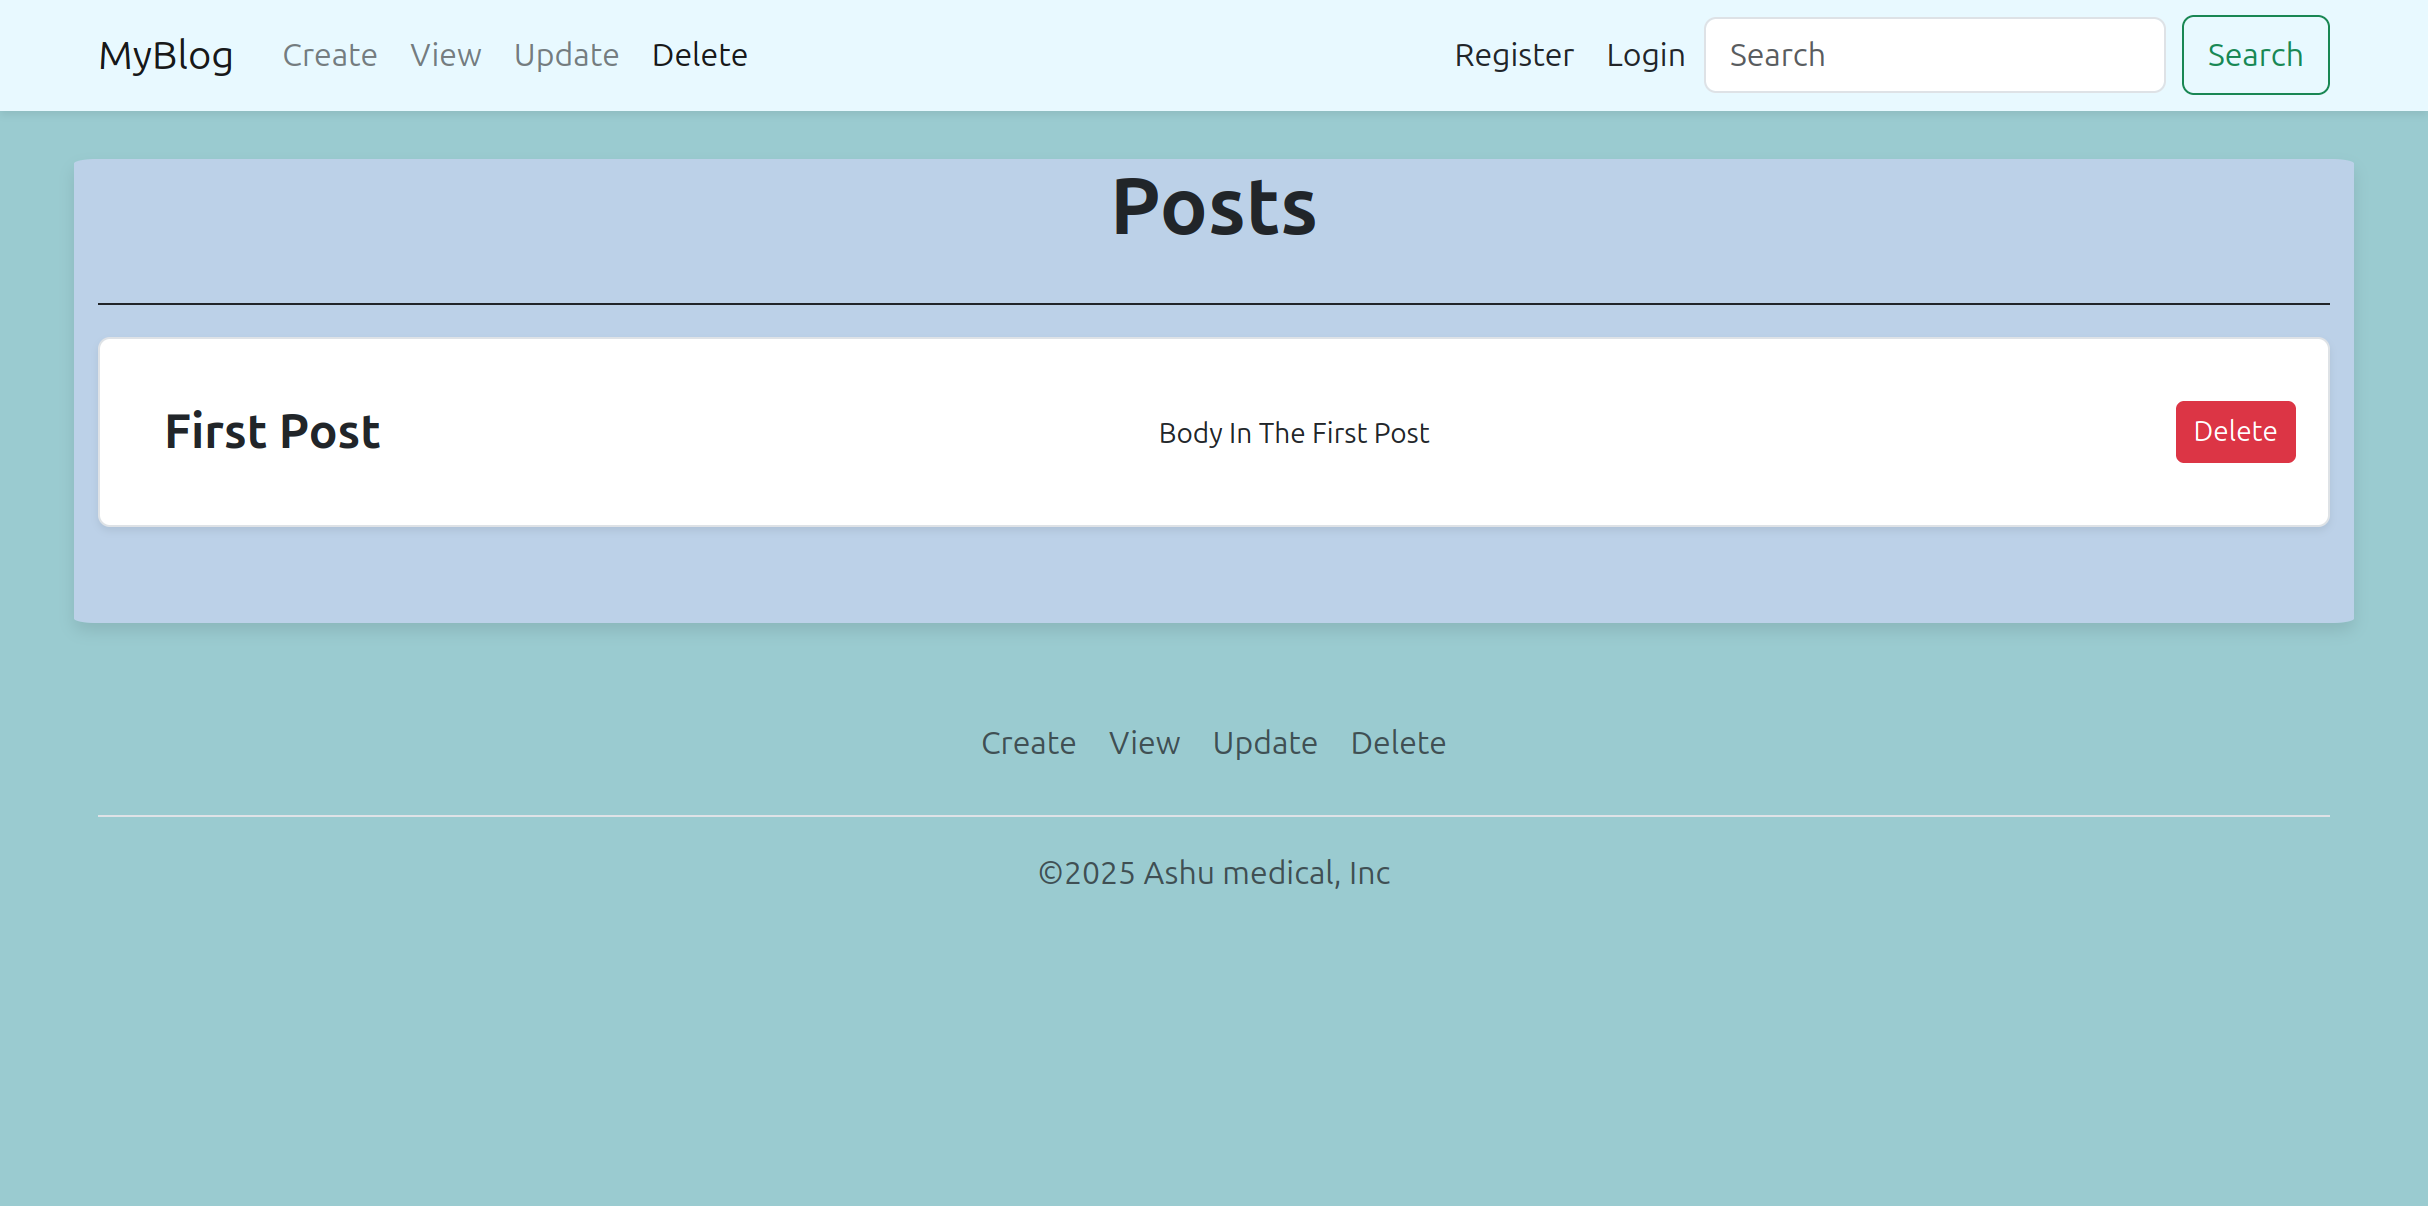 MyBlog Create View Update Delete Register Login Search Search
Posts
First Post Body In The First Post Delete
Create View Update Delete
©2025 Ashu medical, Inc